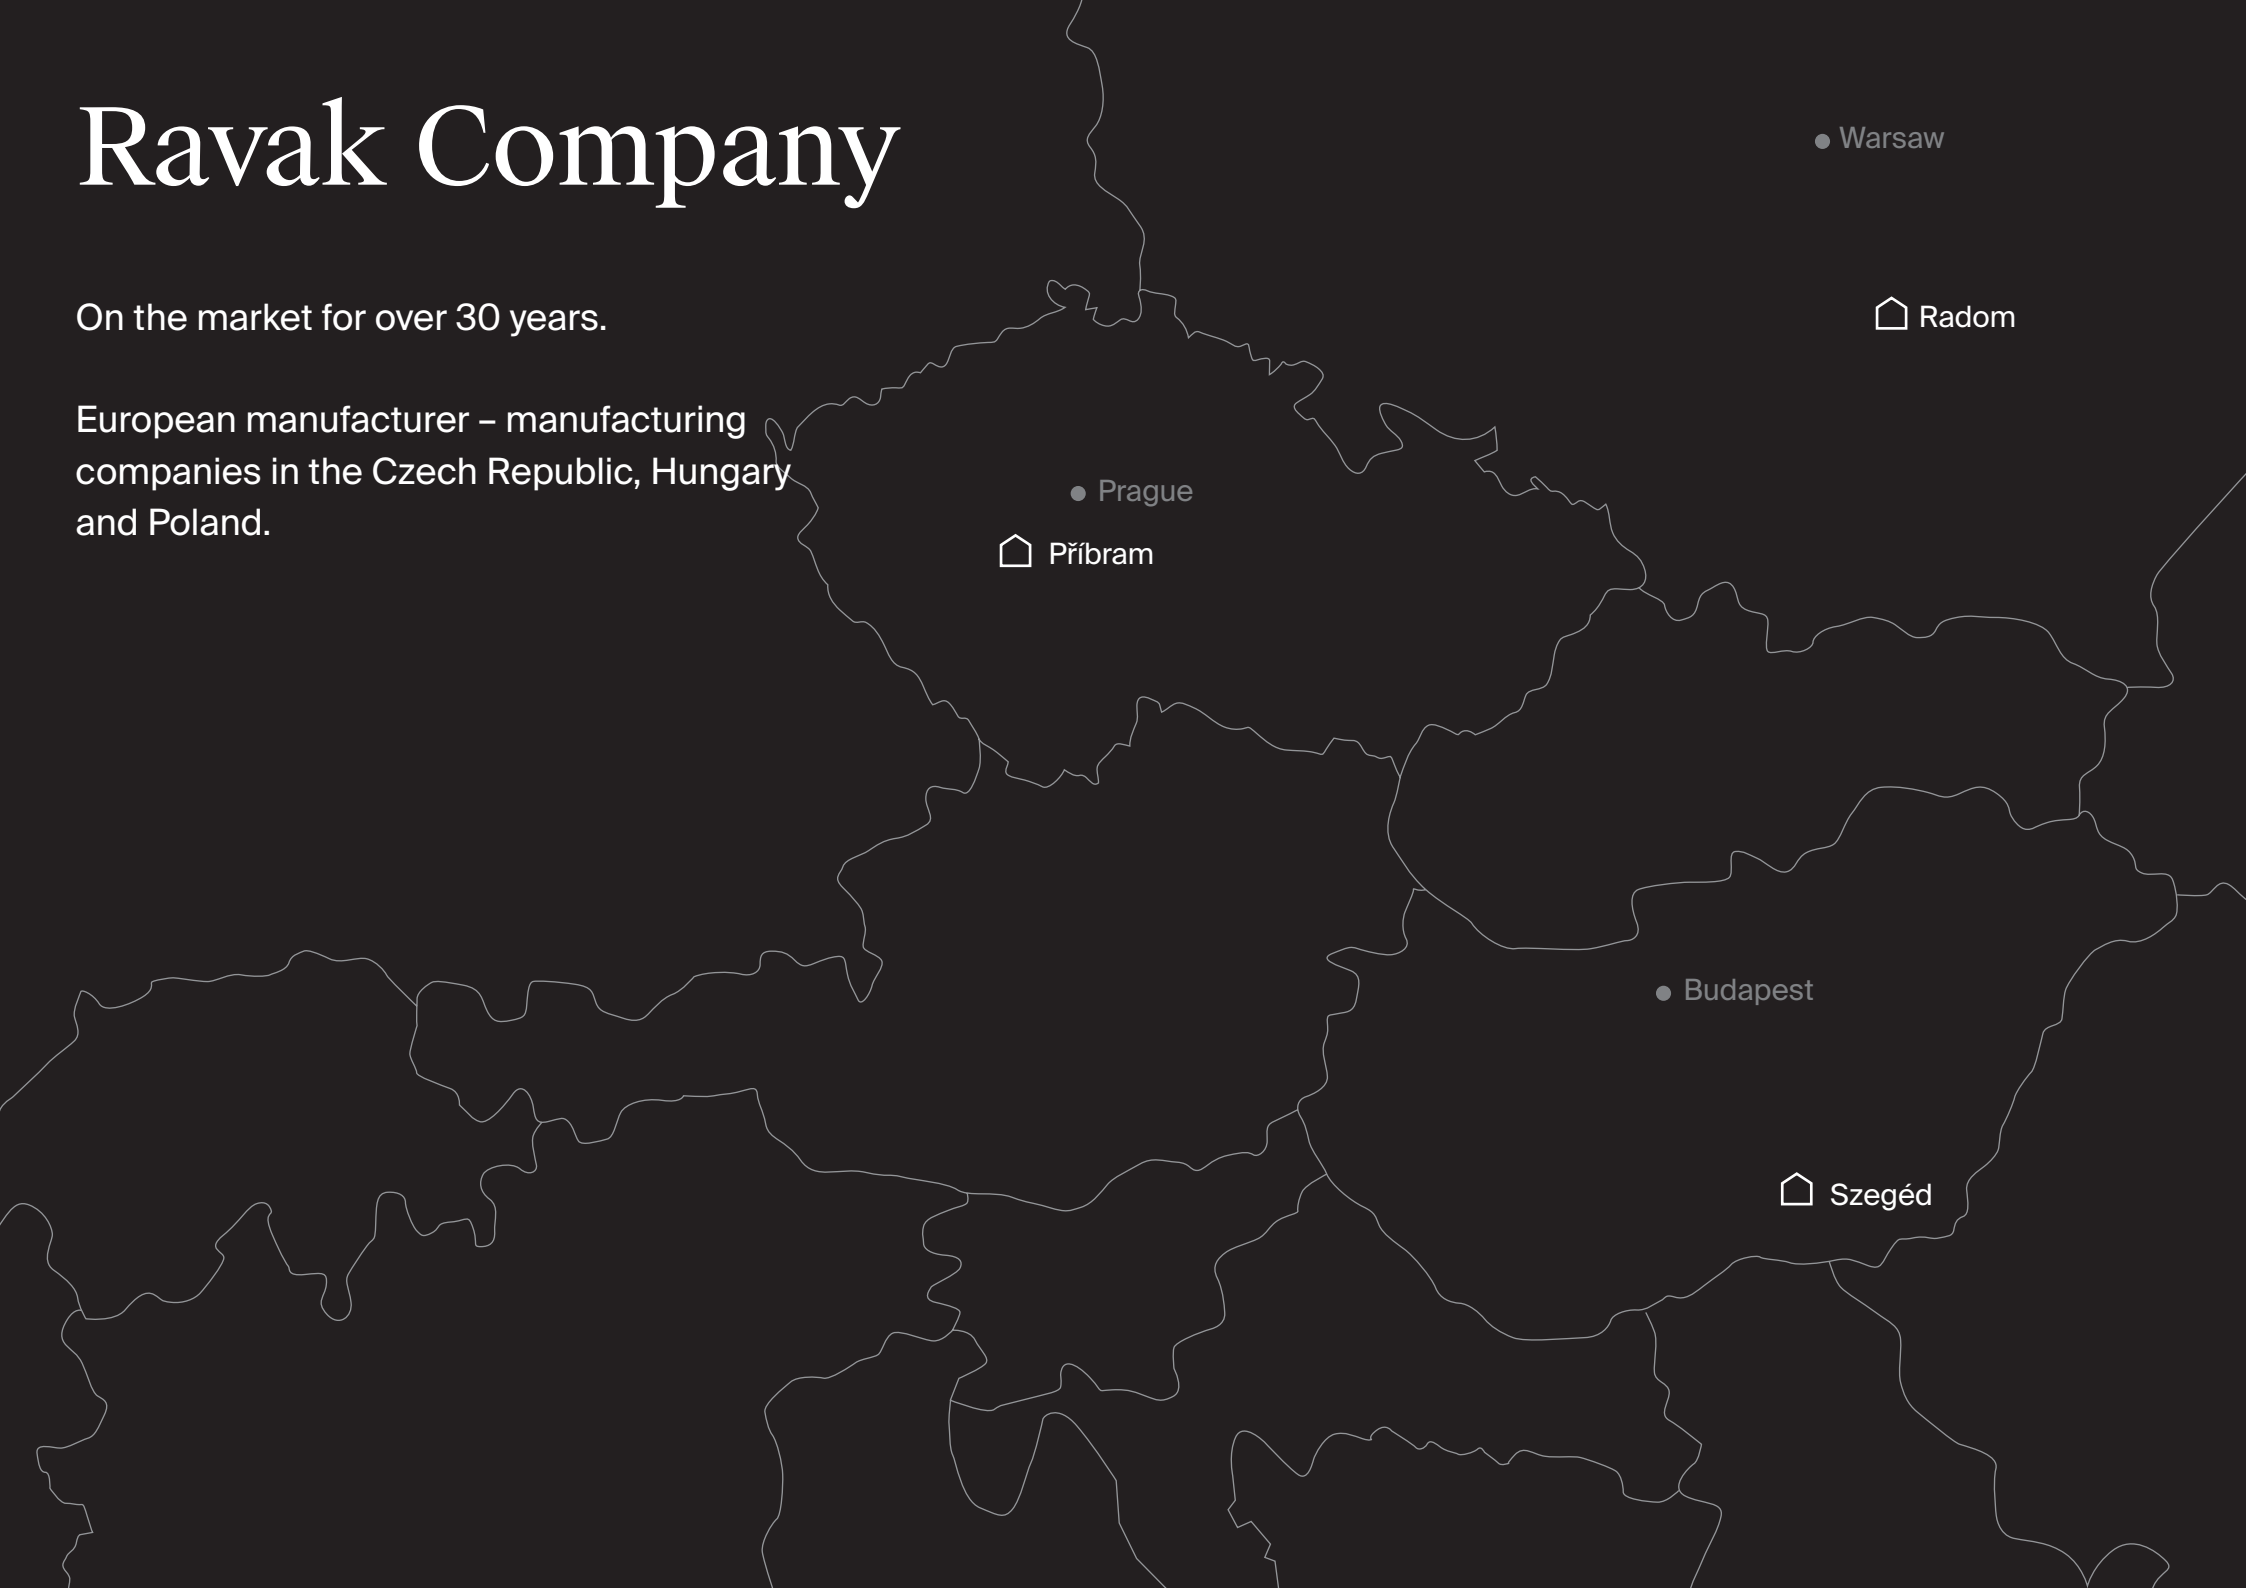 Ravak Company
On the market for over 30 years.
European manufacturer – manufacturing
companies in the Czech Republic, Hungary
and Poland.
Warsaw
Radom
Prague
Příbram
Budapest
Szegéd